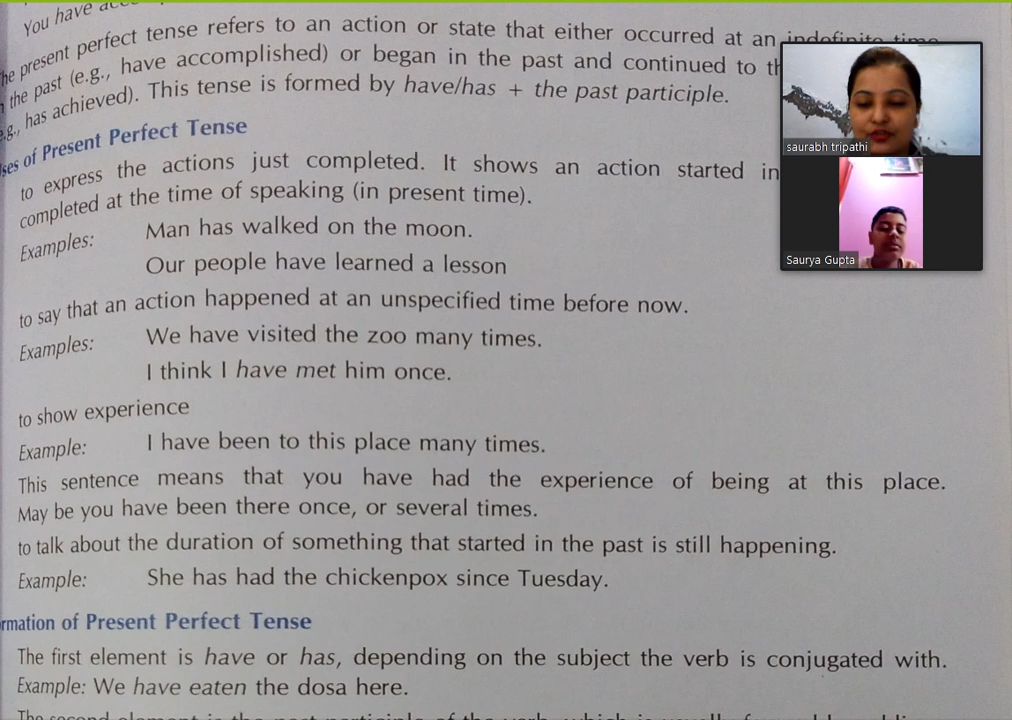 You have
he present perfect tense refers to an action or state that either occurred at an indefinite time
the past (e.g., have accomplished) or began in the past and continued to th
e.g., has achieved). This tense is formed by have/has + the past participle.
ses of Present Perfect Tense
to express the actions just completed. It shows an action started in
completed at the time of speaking (in present time).
Examples: Man has walked on the moon.
Our people have learned a lesson
to say that an action happened at an unspecified time before now.
Examples: We have visited the zoo many times.
I think I have met him once.
to show experience
Example: I have been to this place many times.
This sentence means that you have had the experience of being at this place.
May be you have been there once, or several times.
to talk about the duration of something that started in the past is still happening.
Example: She has had the chickenpox since Tuesday.
rmation of Present Perfect Tense
The first element is have or has, depending on the subject the verb is conjugated with.
Example: We have eaten the dosa here.
saurabh tripathi
Saurya Gupta